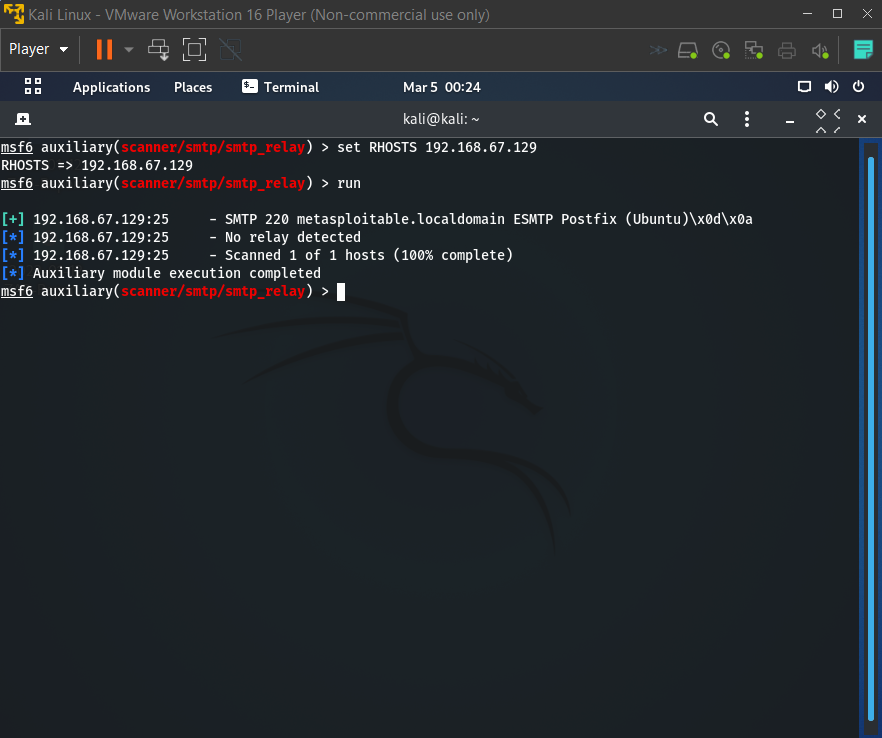 Kali Linux - VMware Workstation 16 Player (Non-commercial use only)
Player
Applications Places Terminal Mar 5 00:24
kali@kali: ~
msf6 auxiliary(scanner/smtp/smtp_relay) > set RHOSTS 192.168.67.129
RHOSTS => 192.168.67.129
msf6 auxiliary(scanner/smtp/smtp_relay) > run
[+] 192.168.67.129:25     - SMTP 220 metasploitable.localdomain ESMTP Postfix (Ubuntu)\x0d\x0a
[*] 192.168.67.129:25     - No relay detected
[*] 192.168.67.129:25     - Scanned 1 of 1 hosts (100% complete)
[*] Auxiliary module execution completed
msf6 auxiliary(scanner/smtp/smtp_relay) >